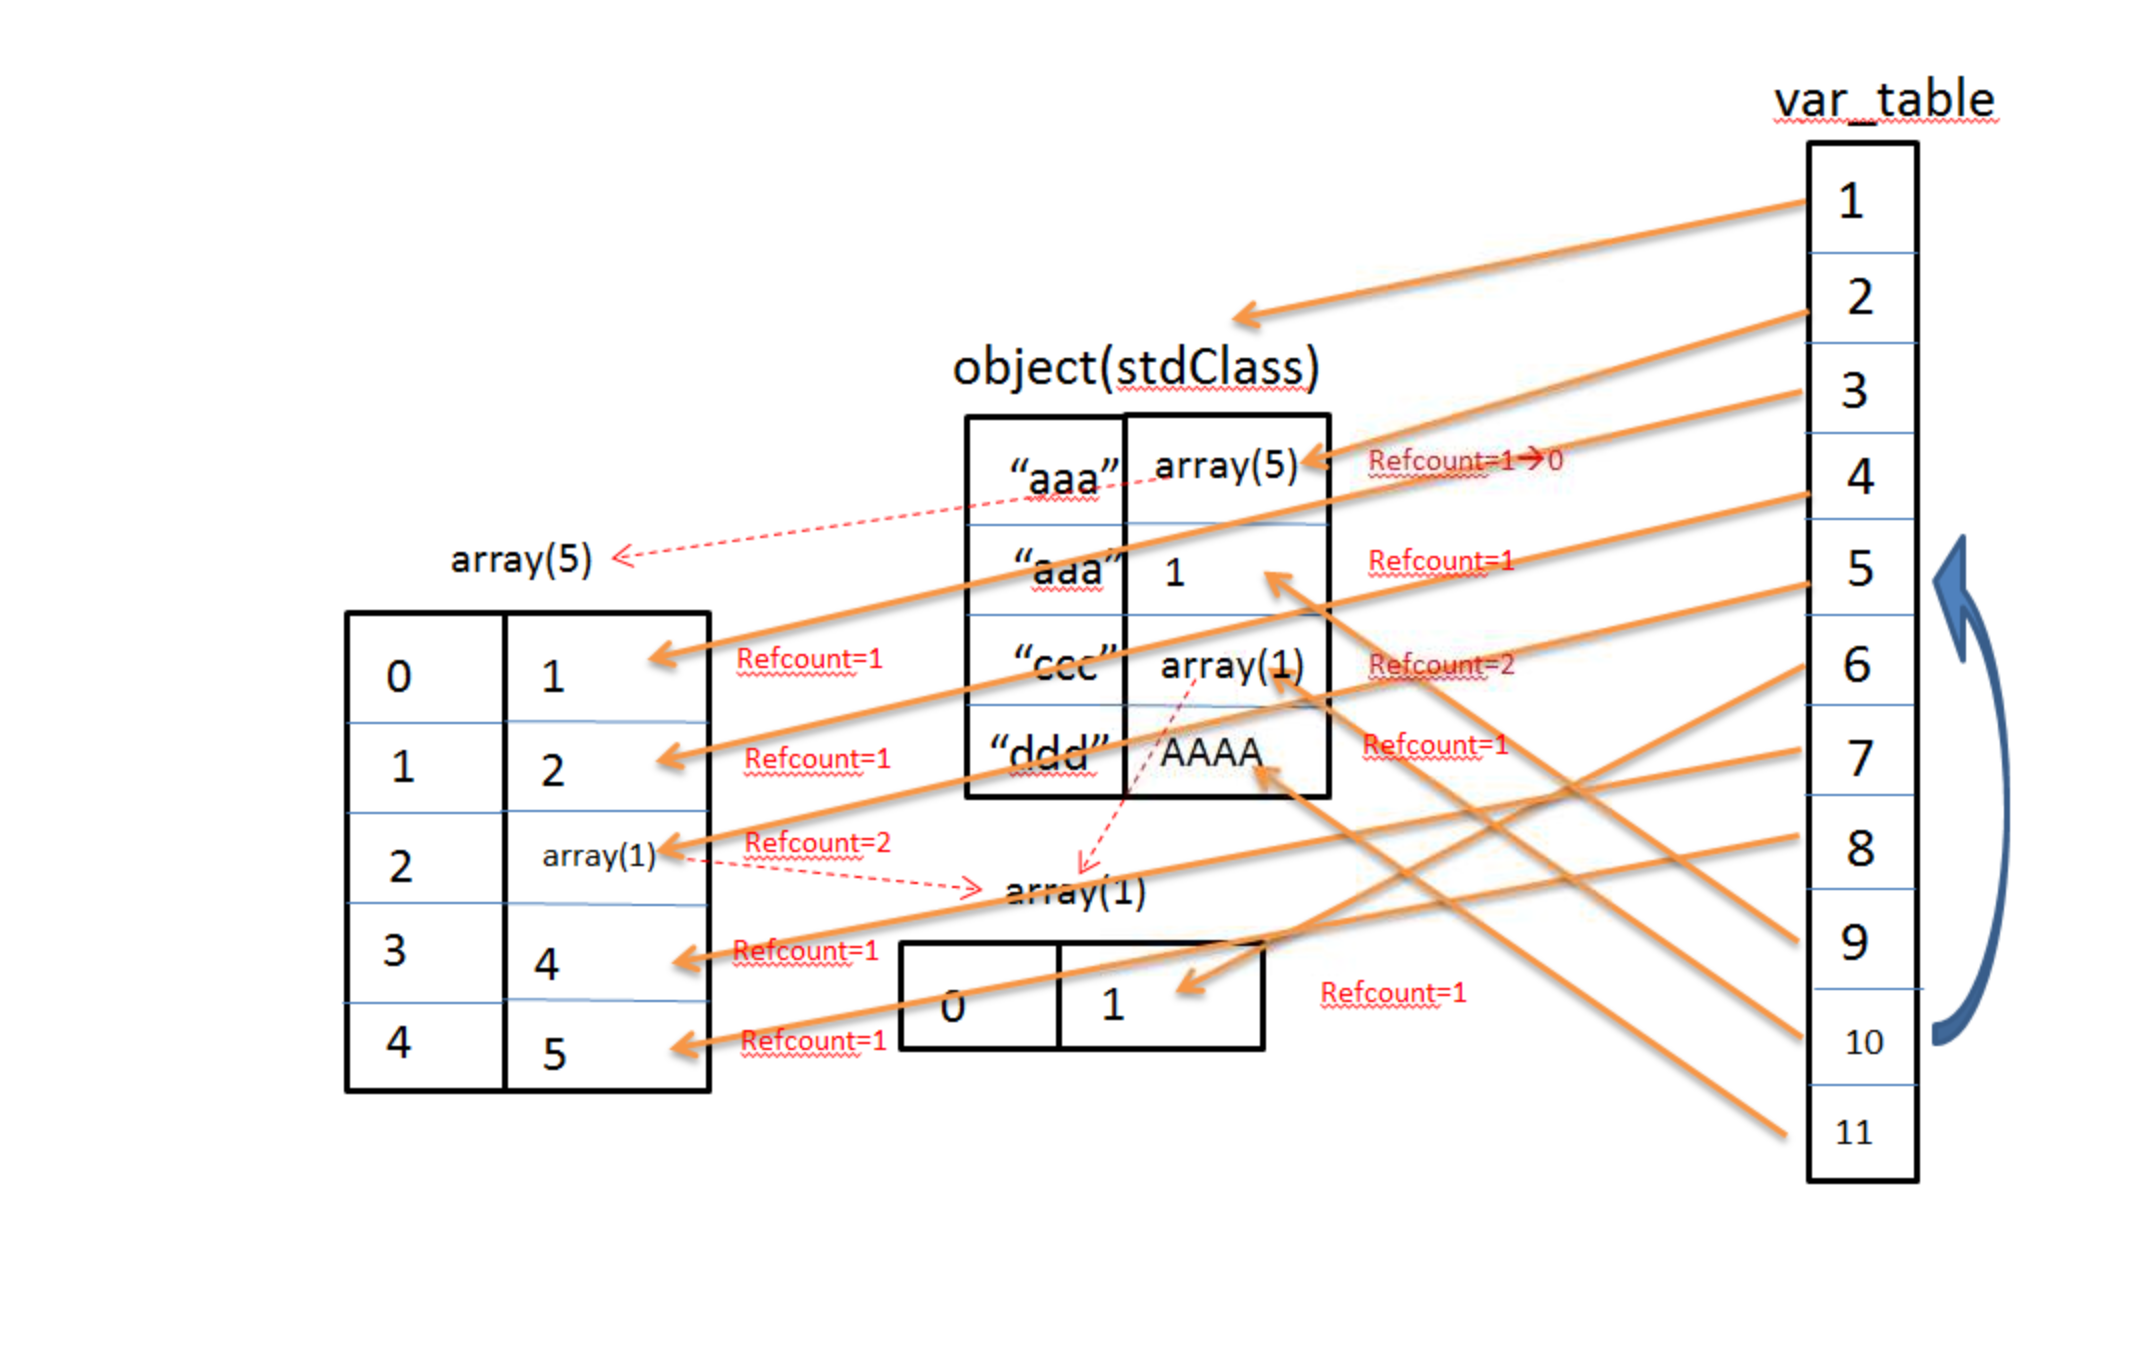 var_table
1
2
3
4
5
6
7
8
9
10
11
object(stdClass)
“aaa” array(5) Refcount=1→0
“aaa” 1 Refcount=1
“ccc” array(1) Refcount=2
“ddd” AAAA Refcount=1
array(5)
0 1 Refcount=1
1 2 Refcount=1
2 array(1) Refcount=2
3 4 Refcount=1
4 5 Refcount=1
array(1)
0 1 Refcount=1